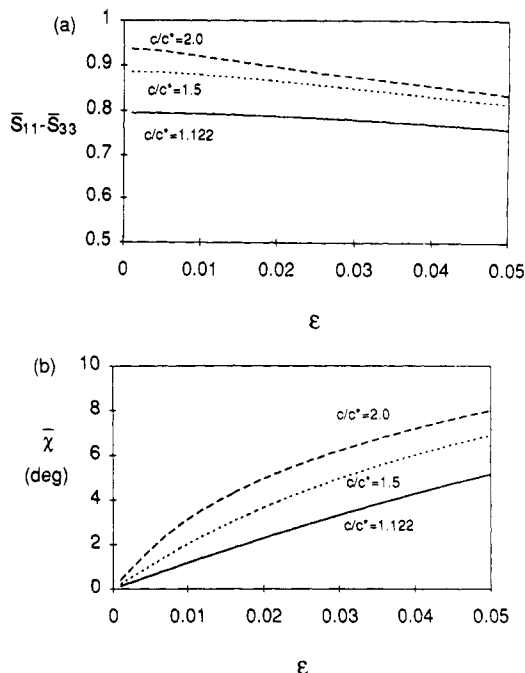 (a)
1
0.9
0.8
0.7
0.6
0.5
S̄11-S̄33
c/c*=2.0
c/c*=1.5
c/c*=1.122
0 0.01 0.02 0.03 0.04 0.05
ε
(b)
10
8
6
4
2
0
χ̄
(deg)
c/c*=2.0
c/c*=1.5
c/c*=1.122
0 0.01 0.02 0.03 0.04 0.05
ε